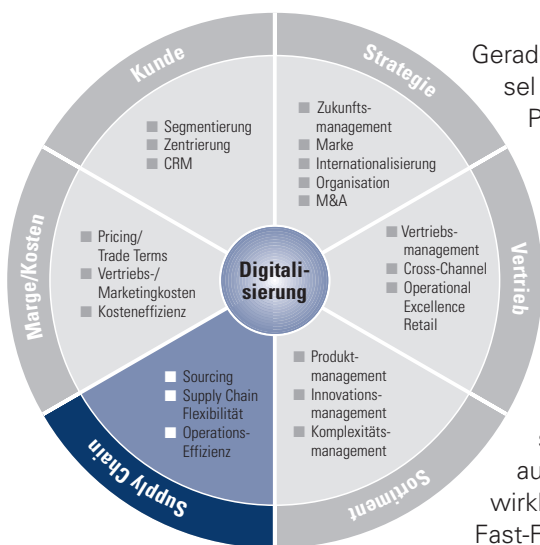 Kunde
Segmentierung
Zentrierung
CRM
Strategie
Zukunfts-
management
Marke
Internationalisierung
Organisation
M&A
Marge/Kosten
Pricing/
Trade Terms
Vertriebs-/
Marketingkosten
Kosteneffizienz
Digitali-
sierung
Vertrieb
Vertriebs-
management
Cross-Channel
Operational
Excellence
Retail
Supply Chain
Sourcing
Supply Chain
Flexibilität
Operations-
Effizienz
Sortiment
Produkt-
management
Innovations-
management
Komplexitäts-
management
Gerad
sel
P
s
au
wirkl
Fast-F